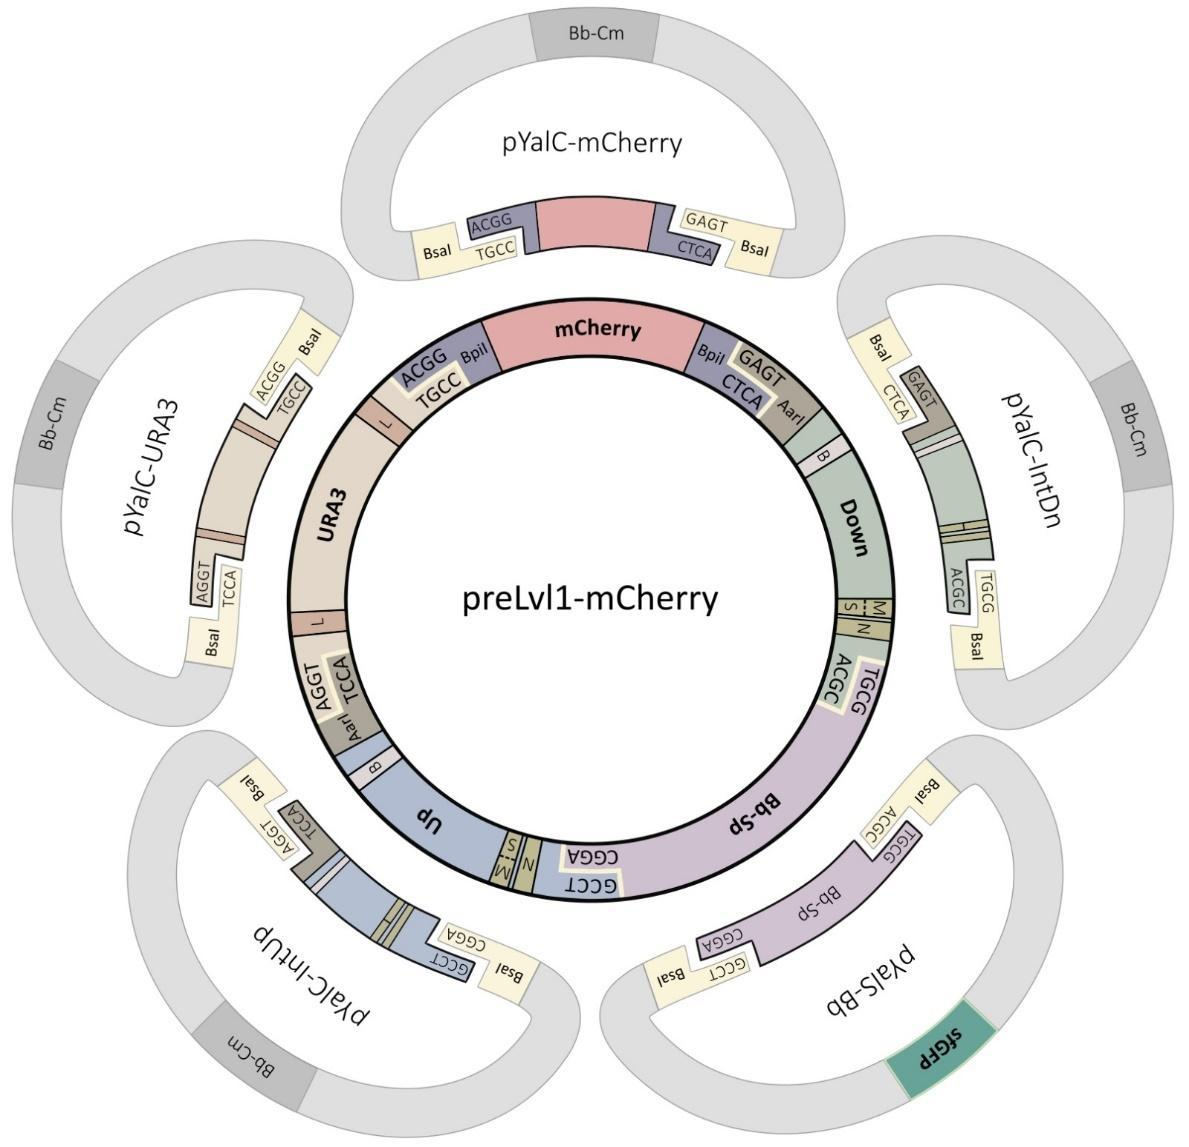 Bb-Cm
pYalC-mCherry
ACGG
TGCC
BsaI
GAGT
CTCA
BsaI
pYalC-URA3
Bb-Cm
BsaI
ACGG
TGCC
AGGT
TCCA
BsaI
pYalC-IntDn
Bb-Cm
BsaI
CTCA
GAGT
ACGC
TGCG
BsaI
preLvl1-mCherry
mCherry
BpiI
GAGT
CTCA
AarI
B
Down
S M
N
ACGC
TGCG
Bb-Sp
CGGA
GCCT
N
S M
Up
B
AarI
AGGT
TCCA
L
URA3
L
ACGG
TGCC
BpiI
pYalC-IntUp
Bb-Cm
BsaI
AGGT
TCCA
CGGA
GCCT
BsaI
pYalS-Bb
sfGFP
BsaI
ACGC
TGCG
Bb-Sp
CGGA
GCCT
BsaI